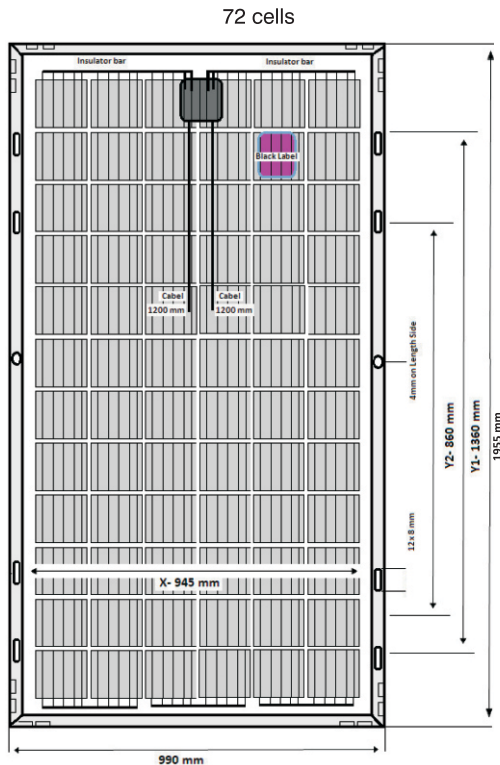 72 cells
Insulator bar
Insulator bar
Black Label
Cabel
1200 mm
Cabel
1200 mm
4mm on Length Side
Y2- 860 mm
Y1- 1360 mm
1955 mm
12 x 8 mm
X- 945 mm
990 mm